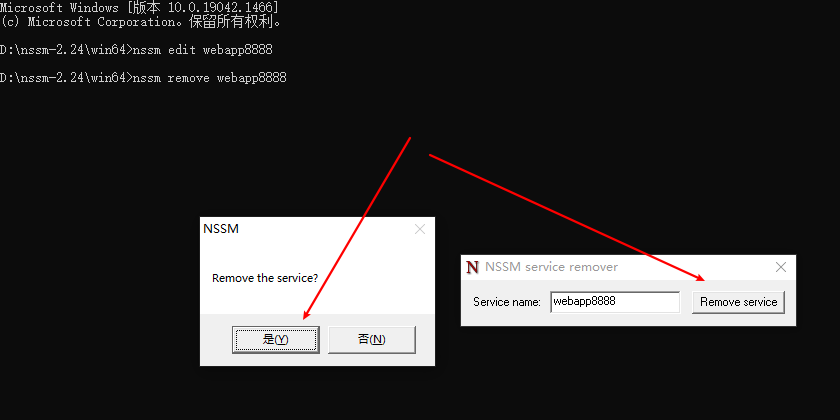 Microsoft Windows [版本 10.0.19042.1466]
(c) Microsoft Corporation。保留所有权利。
D:\nssm-2.24\win64>nssm edit webapp8888
D:\nssm-2.24\win64>nssm remove webapp8888
NSSM
Remove the service?
是(Y)
否(N)
N NSSM service remover
Service name:
webapp8888
Remove service